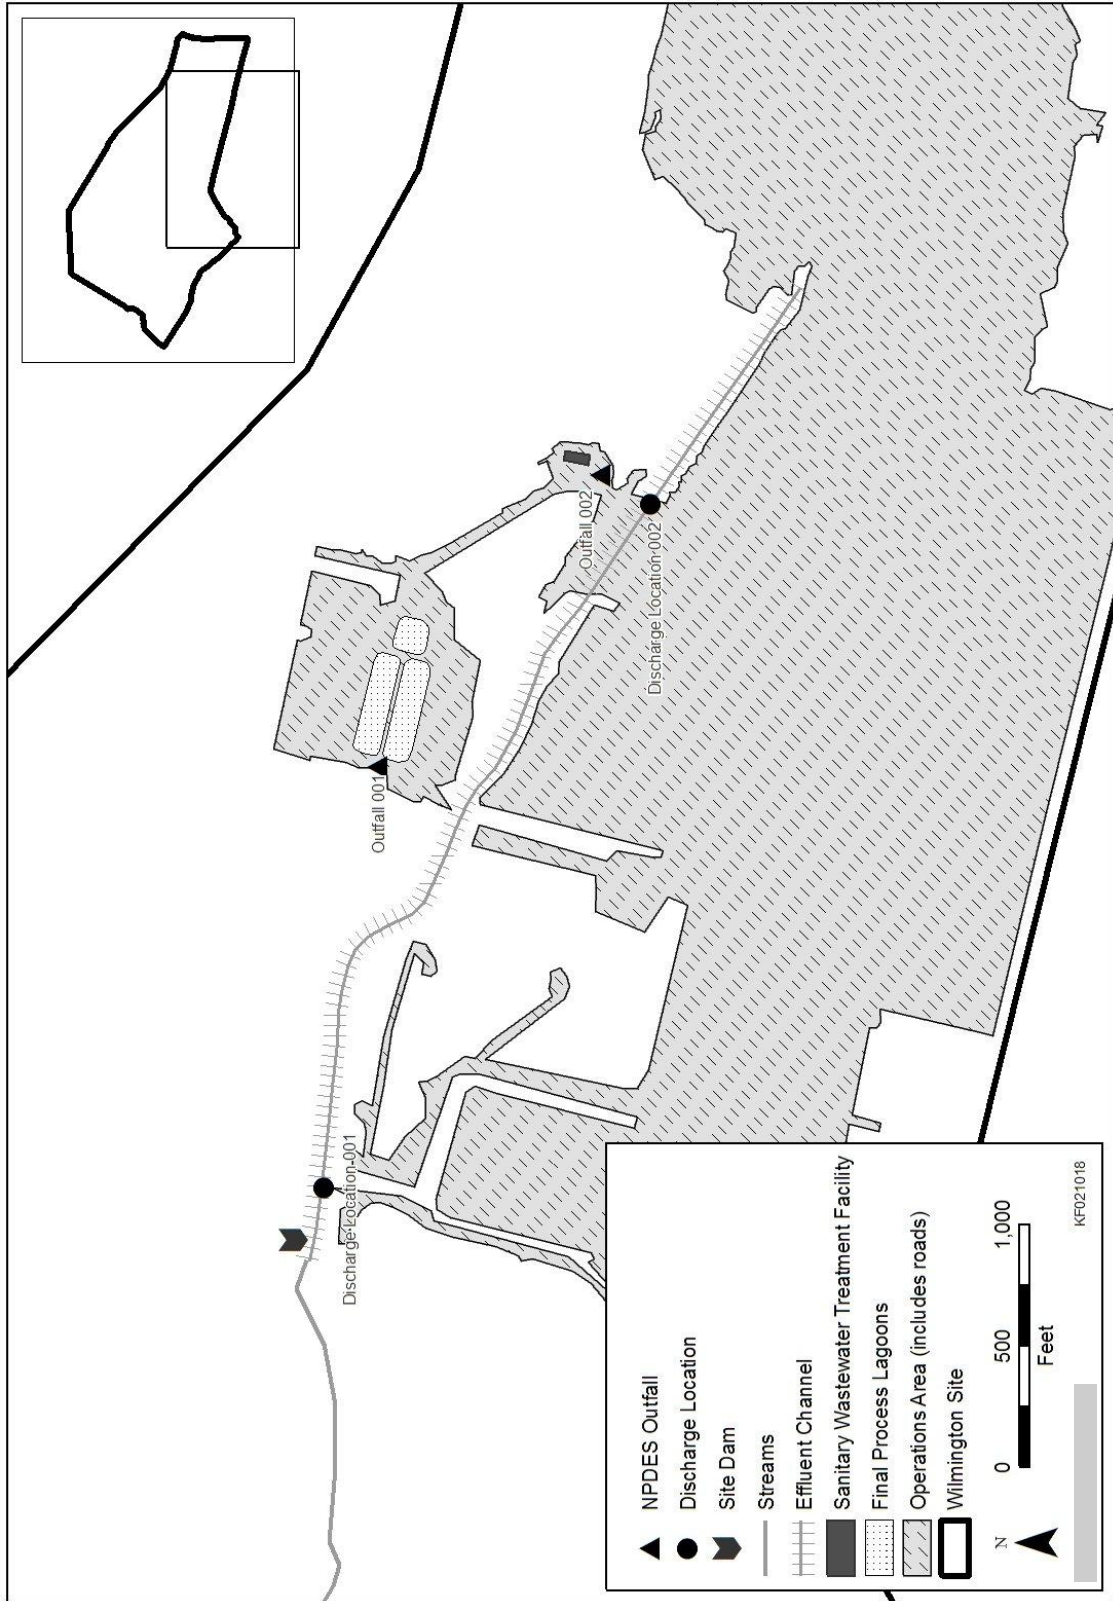 Outfall 001
Outfall 002
Discharge Location 002
Discharge Location 001
NPDES Outfall
Discharge Location
Site Dam
Streams
Effluent Channel
Sanitary Wastewater Treatment Facility
Final Process Lagoons
Operations Area (includes roads)
Wilmington Site
N
0 500 1,000
Feet
KF021018